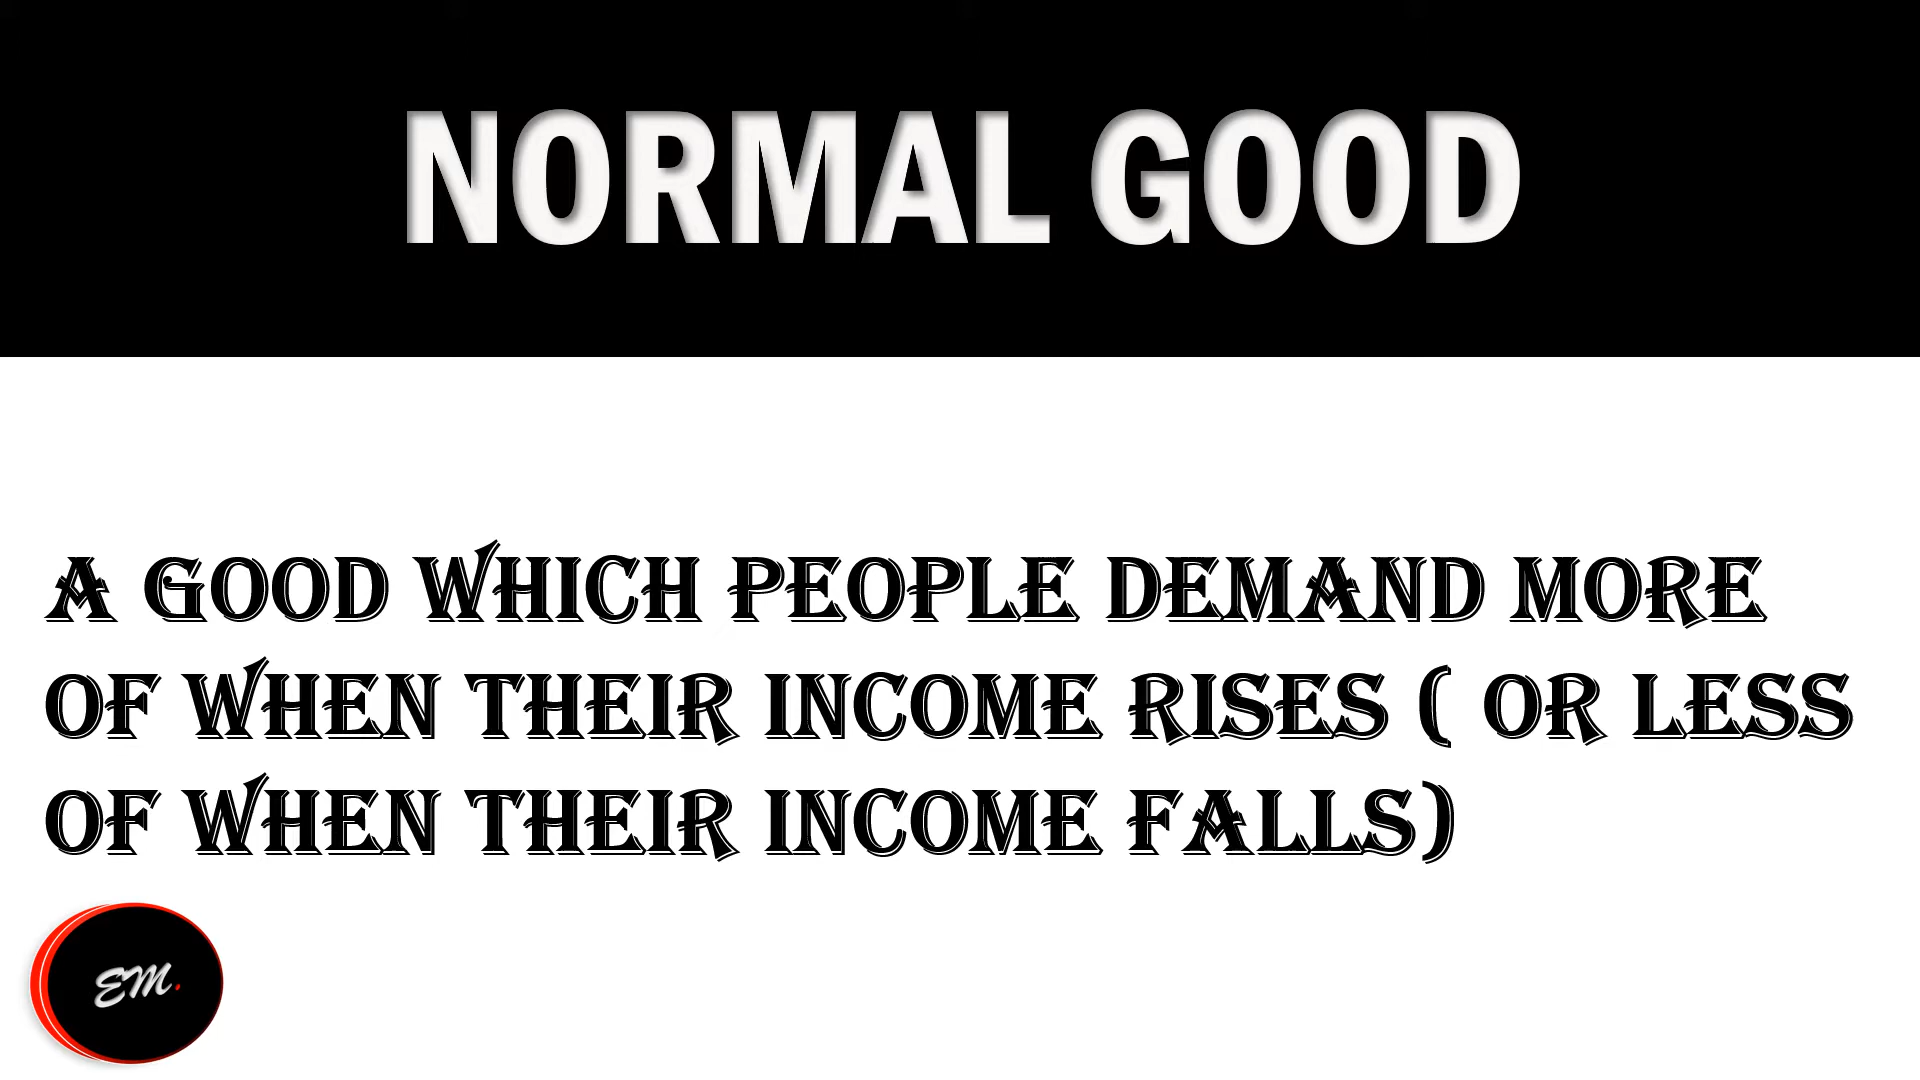 NORMAL GOOD
A GOOD WHICH PEOPLE DEMAND MORE
OF WHEN THEIR INCOME RISES ( OR LESS
OF WHEN THEIR INCOME FALLS)
EM.